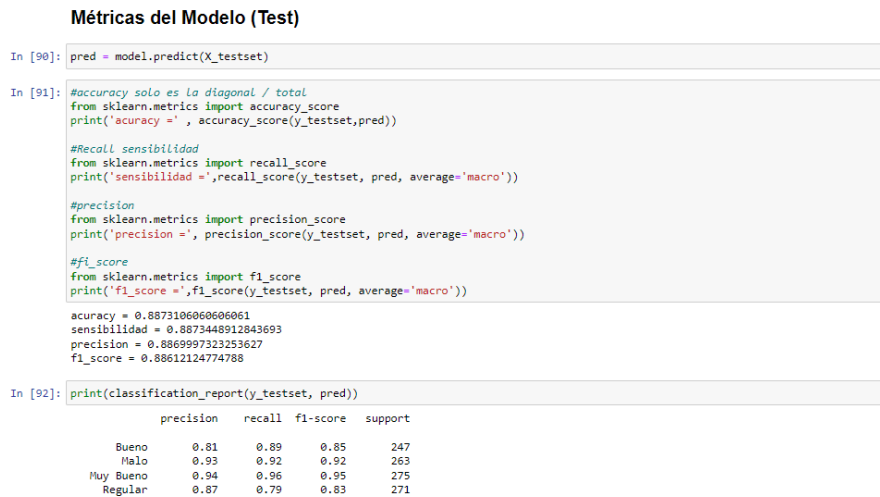 Métricas del Modelo (Test)
In [90]: pred = model.predict(X_testset)
In [91]: #accuracy solo es la diagonal / total
from sklearn.metrics import accuracy_score
print('acuracy =' , accuracy_score(y_testset,pred))
#Recall sensibilidad
from sklearn.metrics import recall_score
print('sensibilidad =',recall_score(y_testset, pred, average='macro'))
#precision
from sklearn.metrics import precision_score
print('precision =', precision_score(y_testset, pred, average='macro'))
#fi_score
from sklearn.metrics import f1_score
print('f1_score =',f1_score(y_testset, pred, average='macro'))
acuracy = 0.8873106060606061
sensibilidad = 0.8873448912843693
precision = 0.8869997323253627
f1_score = 0.88612124774788
In [92]: print(classification_report(y_testset, pred))
precision recall f1-score support
Bueno 0.81 0.89 0.85 247
Malo 0.93 0.92 0.92 263
Muy Bueno 0.94 0.96 0.95 275
Regular 0.87 0.79 0.83 271